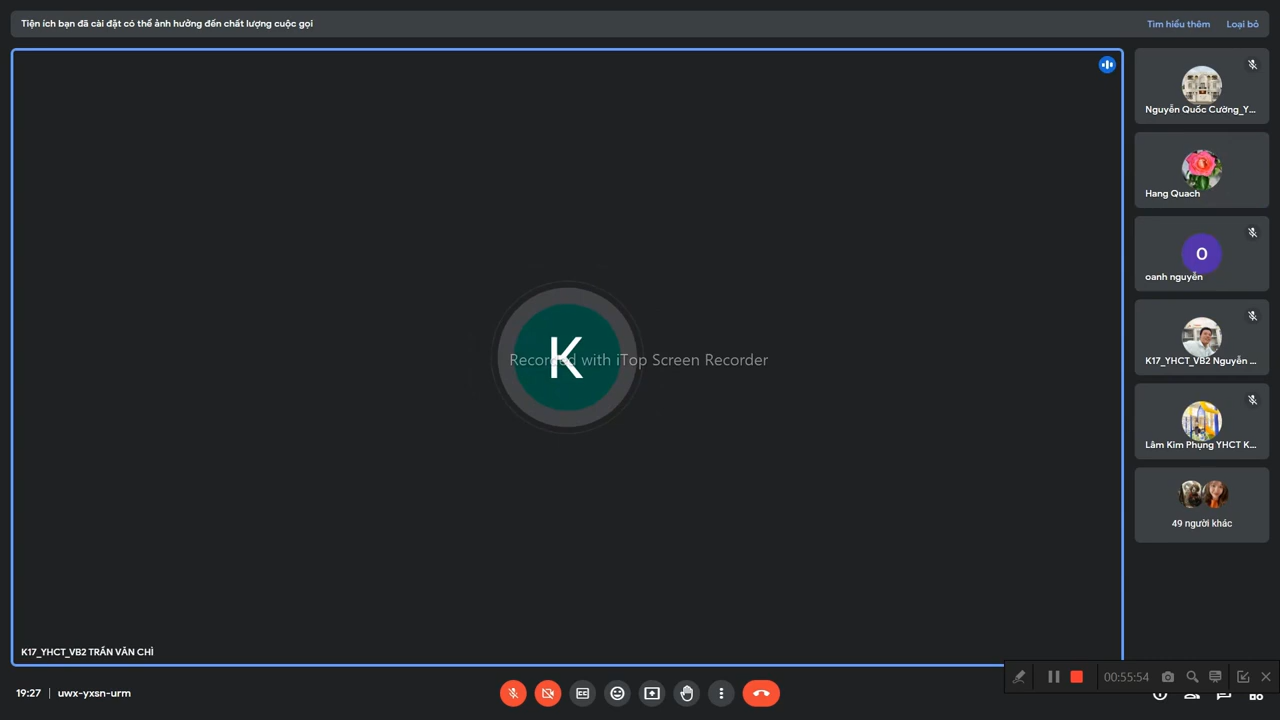 Tiện ích bạn đã cài đặt có thể ảnh hưởng đến chất lượng cuộc gọi
Tìm hiểu thêm
Loại bỏ
Nguyễn Quốc Cường_Y...
Hang Quach
O
oanh nguyễn
K17_YHCT_VB2 Nguyễn ...
Lâm Kim Phụng YHCT K...
49 người khác
K
Recorded with iTop Screen Recorder
K17_YHCT_VB2 TRẦN VĂN CHÌ
19:27 | uwx-yxsn-urm
00:55:54